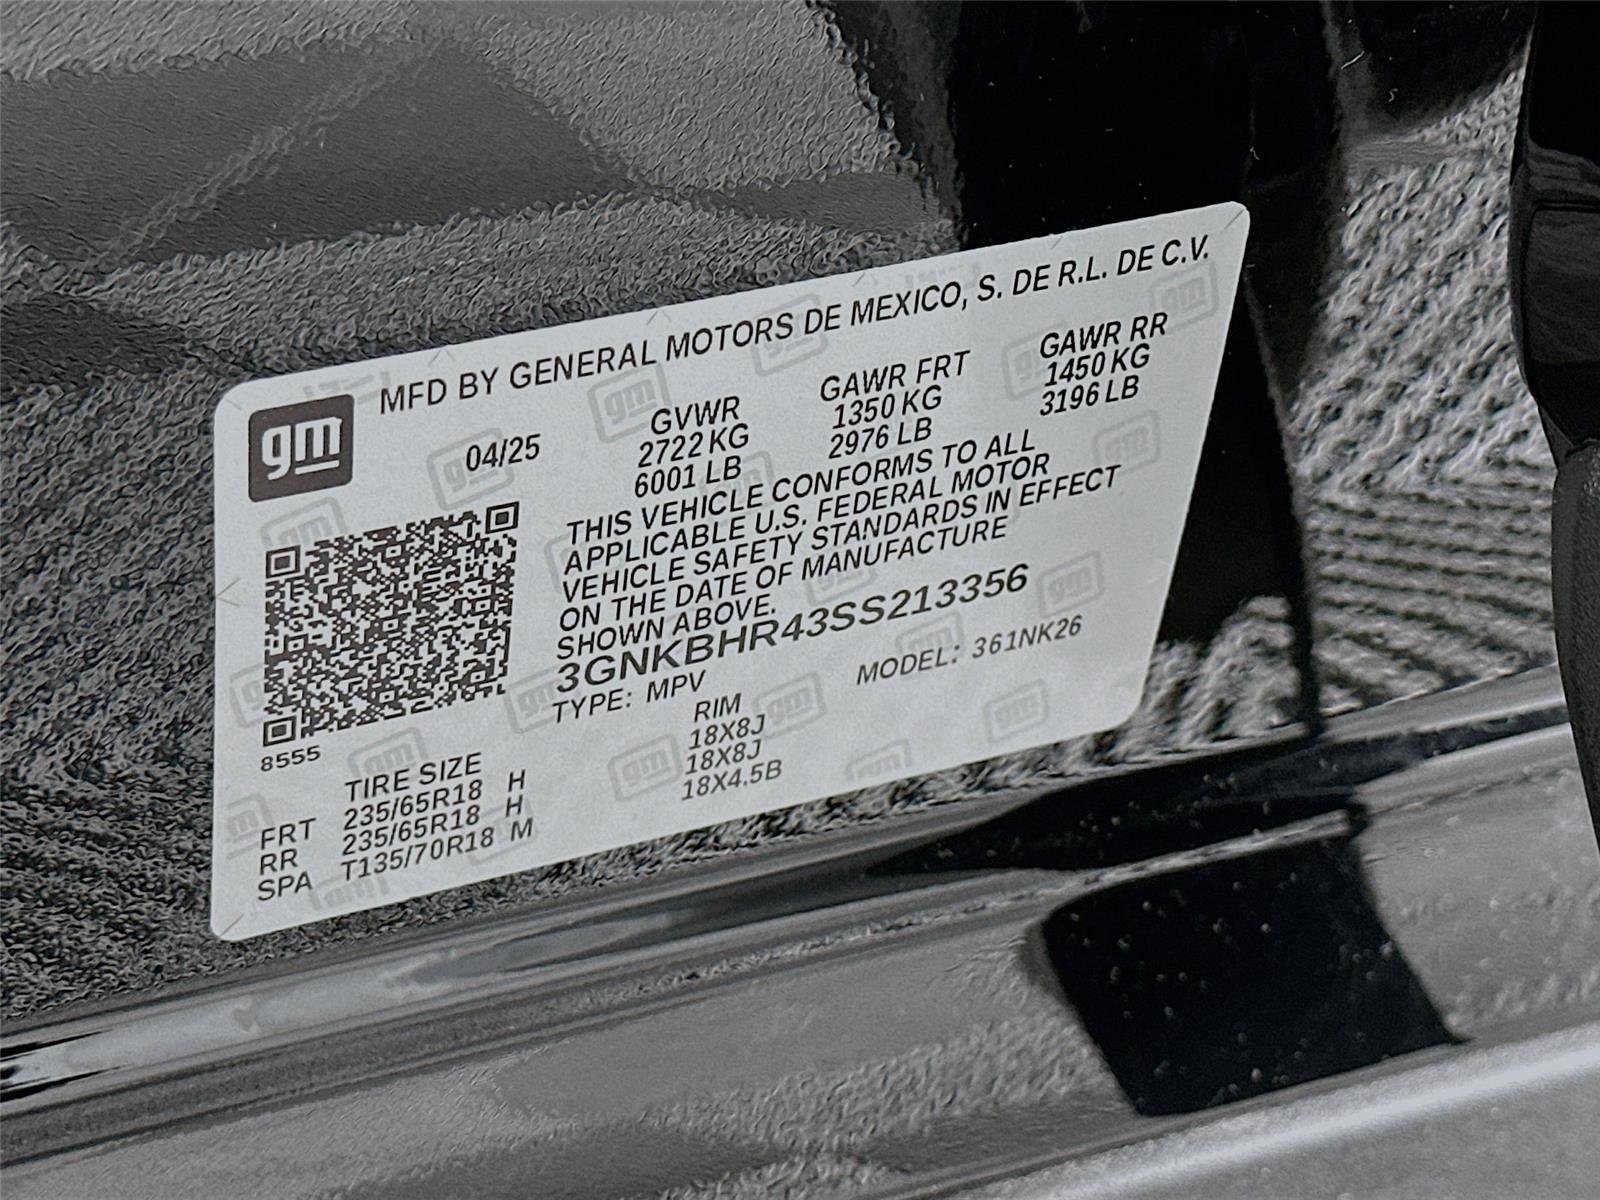 MFD BY GENERAL MOTORS DE MEXICO, S. DE R.L. DE C.V.
gm
04/25
GVWR GAWR FRT GAWR RR
2722 KG 1350 KG 1450 KG
6001 LB 2976 LB 3196 LB
THIS VEHICLE CONFORMS TO ALL
APPLICABLE U.S. FEDERAL MOTOR
VEHICLE SAFETY STANDARDS IN EFFECT
ON THE DATE OF MANUFACTURE
SHOWN ABOVE.
3GNKBHR43SS213356
TYPE: MPV MODEL: 361NK26
8555
TIRE SIZE RIM
FRT 235/65R18 H 18X8J
RR 235/65R18 H 18X8J
SPA T135/70R18 M 18X4.5B